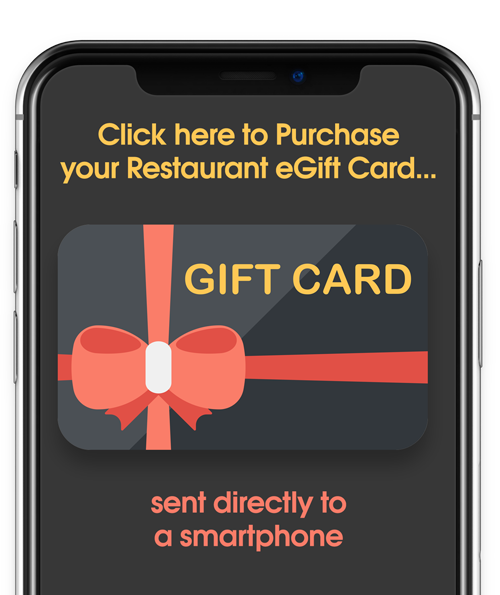 Click here to Purchase
your Restaurant eGift Card...
GIFT CARD
sent directly to
a smartphone